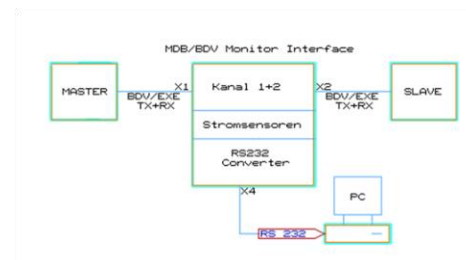 MDB/BDV Monitor Interface
MASTER
X1
BDV/EXE
TX+RX
Kanal 1+2
X2
BDV/EXE
TX+RX
SLAVE
Stromsensoren
RS232
Converter
X4
PC
RS 232